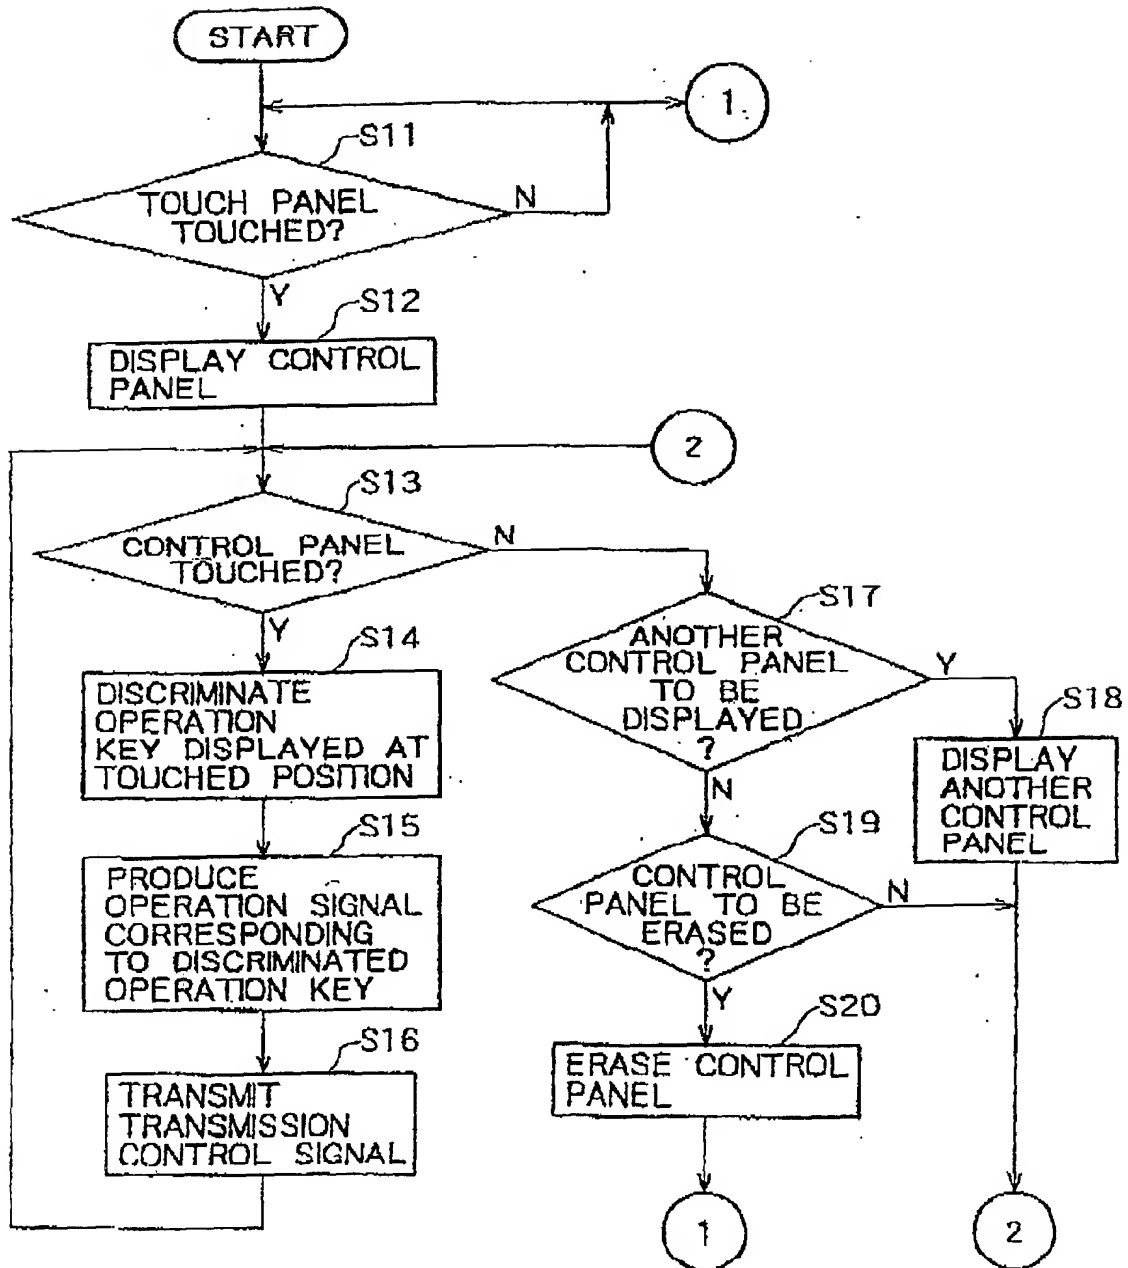 START
1
S11
TOUCH PANEL
TOUCHED?
N
Y
S12
DISPLAY CONTROL
PANEL
2
S13
CONTROL PANEL
TOUCHED?
N
Y
S14
DISCRIMINATE
OPERATION
KEY DISPLAYED AT
TOUCHED POSITION
S15
PRODUCE
OPERATION SIGNAL
CORRESPONDING
TO DISCRIMINATED
OPERATION KEY
S16
TRANSMIT
TRANSMISSION
CONTROL SIGNAL
S17
ANOTHER
CONTROL PANEL
TO BE
DISPLAYED
?
Y
N
S18
DISPLAY
ANOTHER
CONTROL
PANEL
S19
CONTROL
PANEL TO BE
ERASED
?
N
Y
S20
ERASE CONTROL
PANEL
1
2